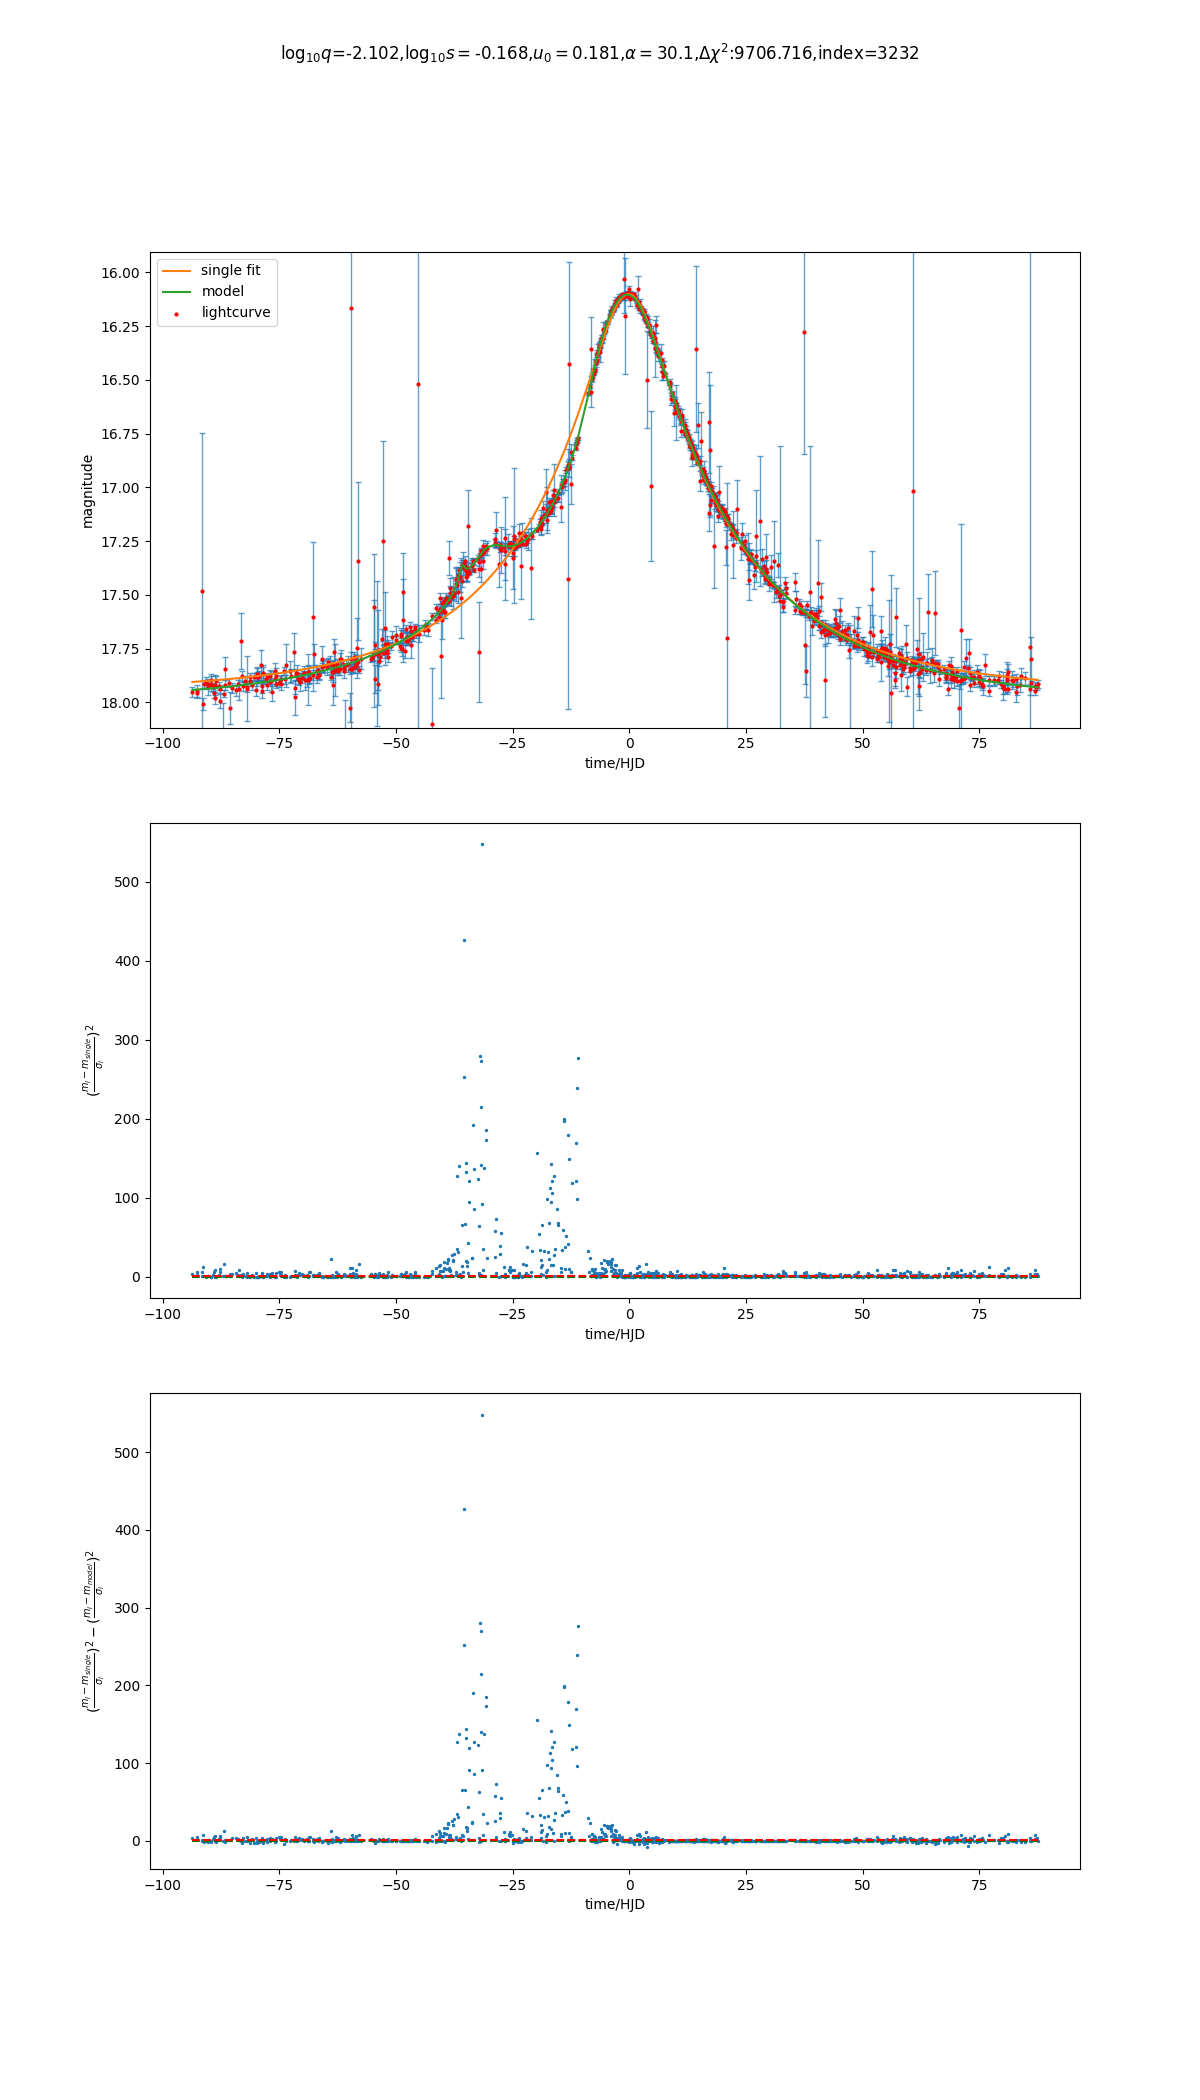 log₁₀q=-2.102,log₁₀s = -0.168,u₀ = 0.181,α = 30.1,Δχ²:9706.716,index=3232
single fit
model
lightcurve
magnitude
16.00
16.25
16.50
16.75
17.00
17.25
17.50
17.75
18.00
−100 −75 −50 −25 0 25 50 75
time/HJD
(mᵢ − m_single / σᵢ)²
500
400
300
200
100
0
−100 −75 −50 −25 0 25 50 75
time/HJD
(mᵢ − m_single / σᵢ)² − (mᵢ − m_model / σᵢ)²
500
400
300
200
100
0
−100 −75 −50 −25 0 25 50 75
time/HJD